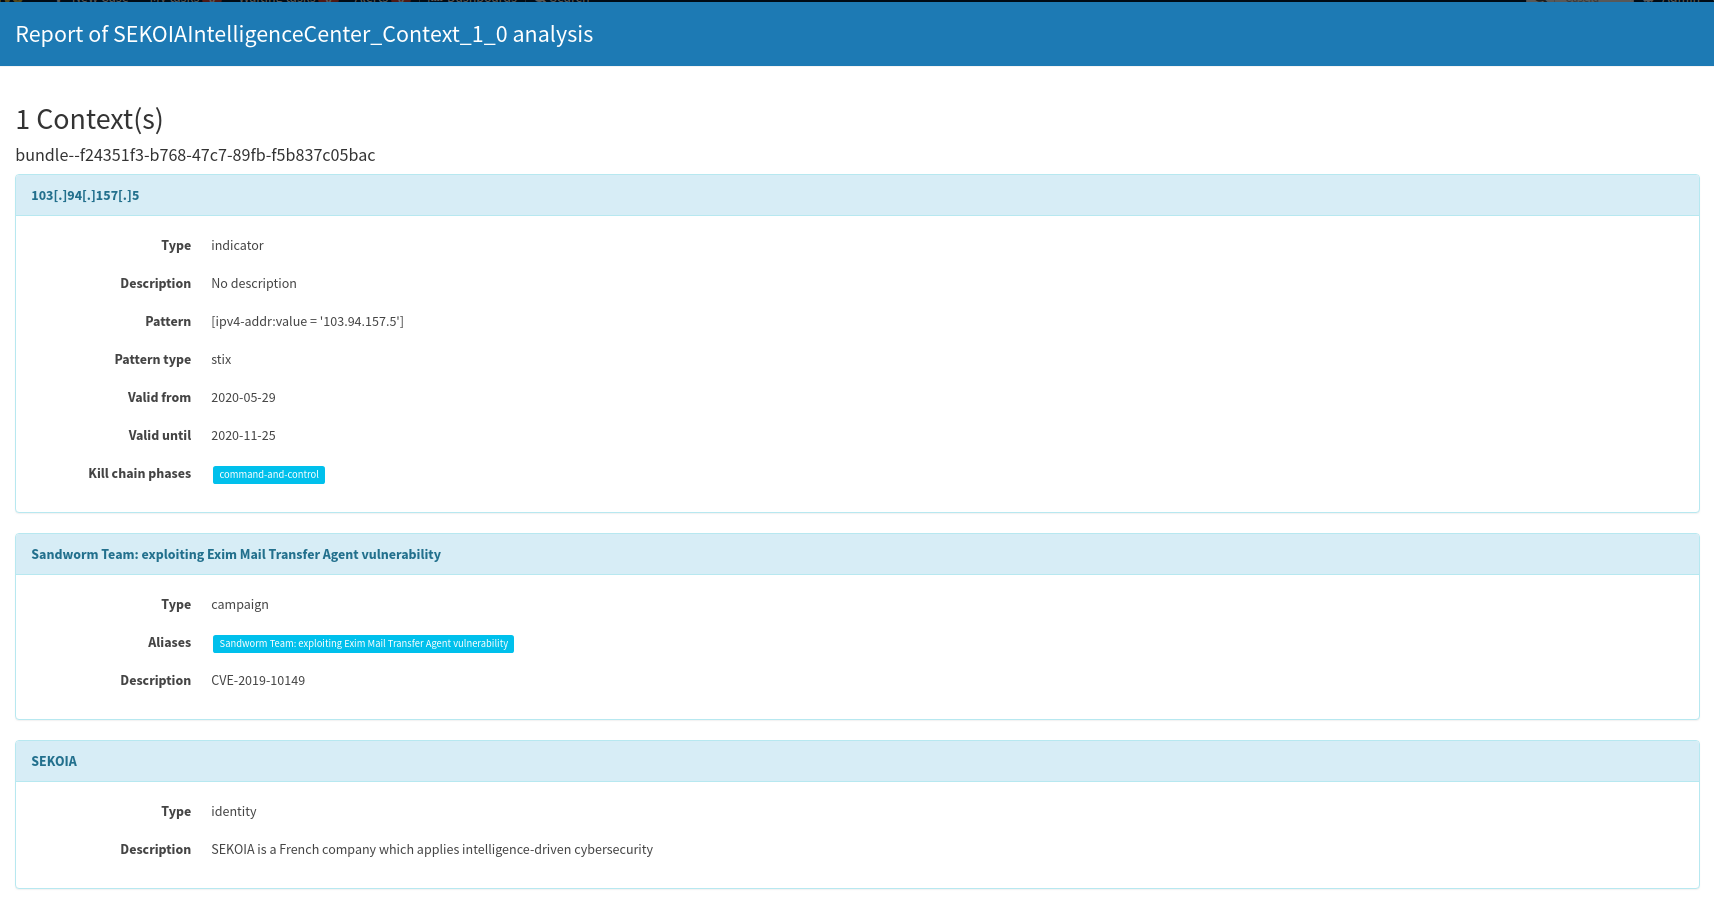 Report of SEKOIAIntelligenceCenter_Context_1_0 analysis
1 Context(s)
bundle--f24351f3-b768-47c7-89fb-f5b837c05bac
103[.]94[.]157[.]5
Type indicator
Description No description
Pattern [ipv4-addr:value = '103.94.157.5']
Pattern type stix
Valid from 2020-05-29
Valid until 2020-11-25
Kill chain phases command-and-control
Sandworm Team: exploiting Exim Mail Transfer Agent vulnerability
Type campaign
Aliases Sandworm Team: exploiting Exim Mail Transfer Agent vulnerability
Description CVE-2019-10149
SEKOIA
Type identity
Description SEKOIA is a French company which applies intelligence-driven cybersecurity